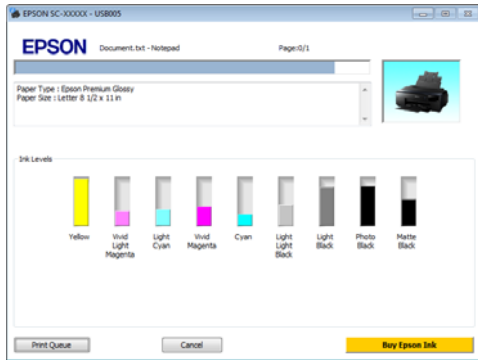 EPSON SC-XXXXX - USB005
EPSON
Document.txt - Notepad
Page:0/1
Paper Type : Epson Premium Glossy
Paper Size : Letter 8 1/2 x 11 in
Ink Levels
Yellow
Vivid
Light
Magenta
Light
Cyan
Vivid
Magenta
Cyan
Light
Light
Black
Light
Black
Photo
Black
Matte
Black
Print Queue
Cancel
Buy Epson Ink